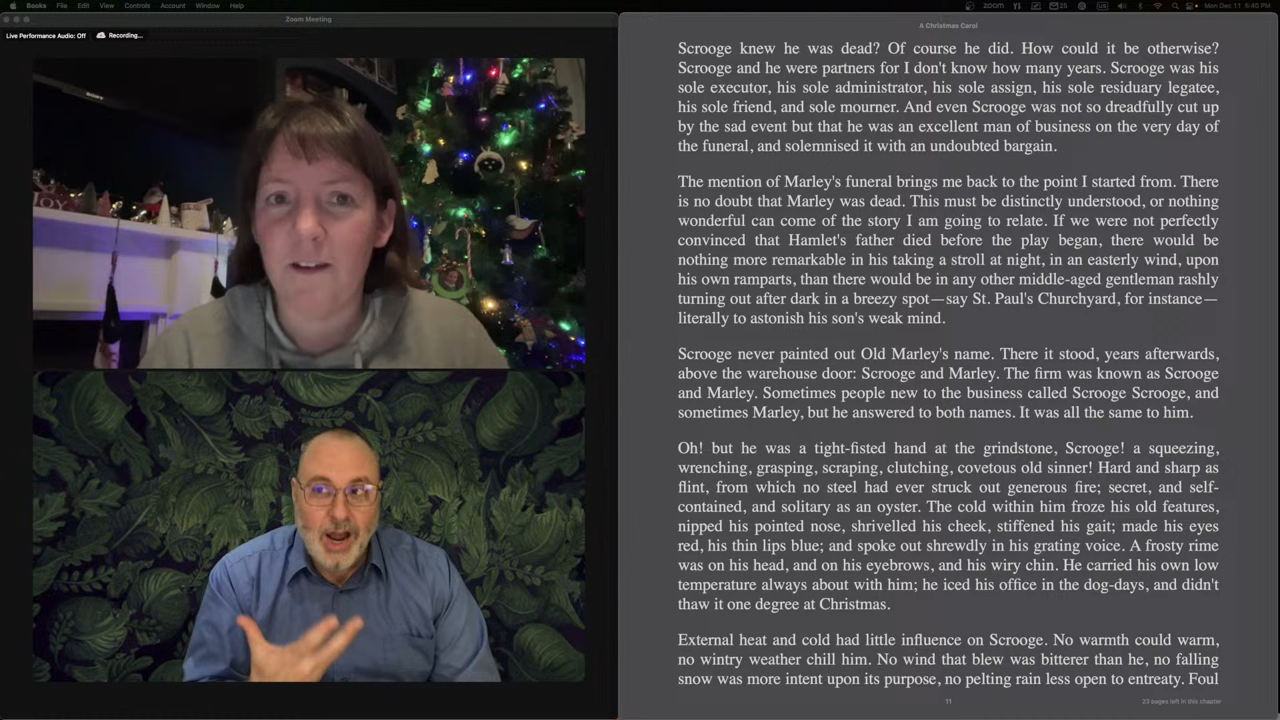 Books File Edit View Controls Account Window Help
zoom
25
US
Mon Dec 11 5:40 PM
Zoom Meeting
Live Performance Audio: Off
Recording...
SONY
JOY
A Christmas Carol
Scrooge knew he was dead? Of course he did. How could it be otherwise?
Scrooge and he were partners for I don't know how many years. Scrooge was his
sole executor, his sole administrator, his sole assign, his sole residuary legatee,
his sole friend, and sole mourner. And even Scrooge was not so dreadfully cut up
by the sad event but that he was an excellent man of business on the very day of
the funeral, and solemnised it with an undoubted bargain.
The mention of Marley's funeral brings me back to the point I started from. There
is no doubt that Marley was dead. This must be distinctly understood, or nothing
wonderful can come of the story I am going to relate. If we were not perfectly
convinced that Hamlet's father died before the play began, there would be
nothing more remarkable in his taking a stroll at night, in an easterly wind, upon
his own ramparts, than there would be in any other middle-aged gentleman rashly
turning out after dark in a breezy spot—say St. Paul's Churchyard, for instance—
literally to astonish his son's weak mind.
Scrooge never painted out Old Marley's name. There it stood, years afterwards,
above the warehouse door: Scrooge and Marley. The firm was known as Scrooge
and Marley. Sometimes people new to the business called Scrooge Scrooge, and
sometimes Marley, but he answered to both names. It was all the same to him.
Oh! but he was a tight-fisted hand at the grindstone, Scrooge! a squeezing,
wrenching, grasping, scraping, clutching, covetous old sinner! Hard and sharp as
flint, from which no steel had ever struck out generous fire; secret, and self-
contained, and solitary as an oyster. The cold within him froze his old features,
nipped his pointed nose, shrivelled his cheek, stiffened his gait; made his eyes
red, his thin lips blue; and spoke out shrewdly in his grating voice. A frosty rime
was on his head, and on his eyebrows, and his wiry chin. He carried his own low
temperature always about with him; he iced his office in the dog-days, and didn't
thaw it one degree at Christmas.
External heat and cold had little influence on Scrooge. No warmth could warm,
no wintry weather chill him. No wind that blew was bitterer than he, no falling
snow was more intent upon its purpose, no pelting rain less open to entreaty. Foul
11
23 pages left in this chapter